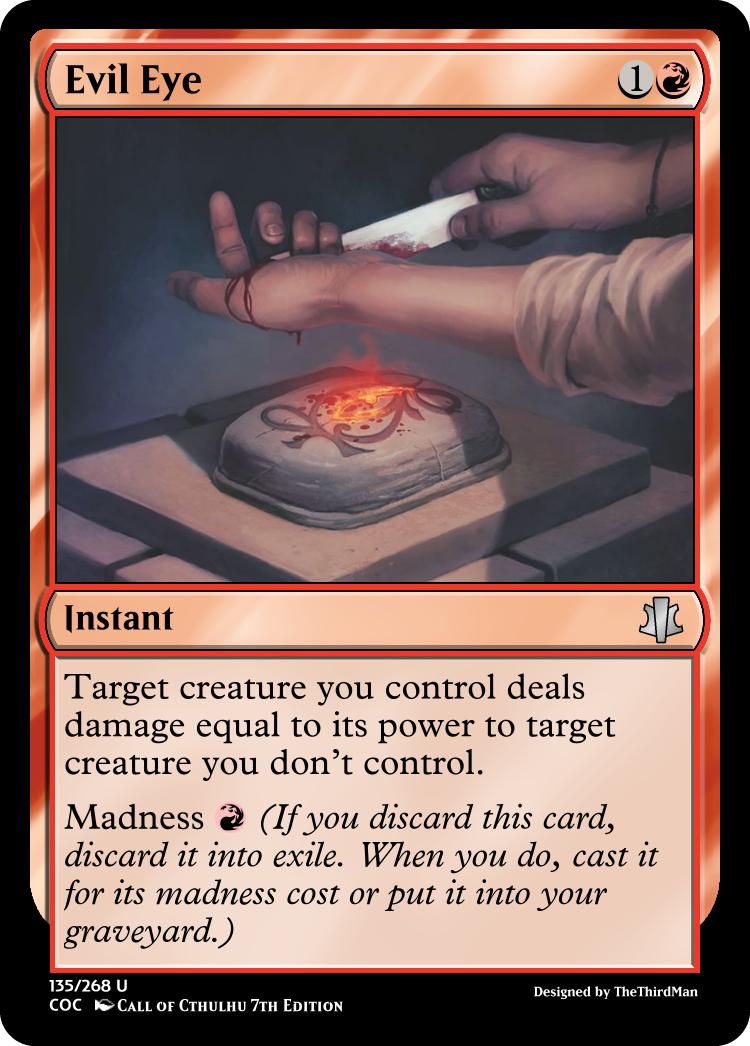 Evil Eye 1
Instant
Target creature you control deals
damage equal to its power to target
creature you don't control.
Madness (If you discard this card,
discard it into exile. When you do, cast it
for its madness cost or put it into your
graveyard.)
135/268 U
COC CALL OF CTHULHU 7TH EDITION
Designed by TheThirdMan